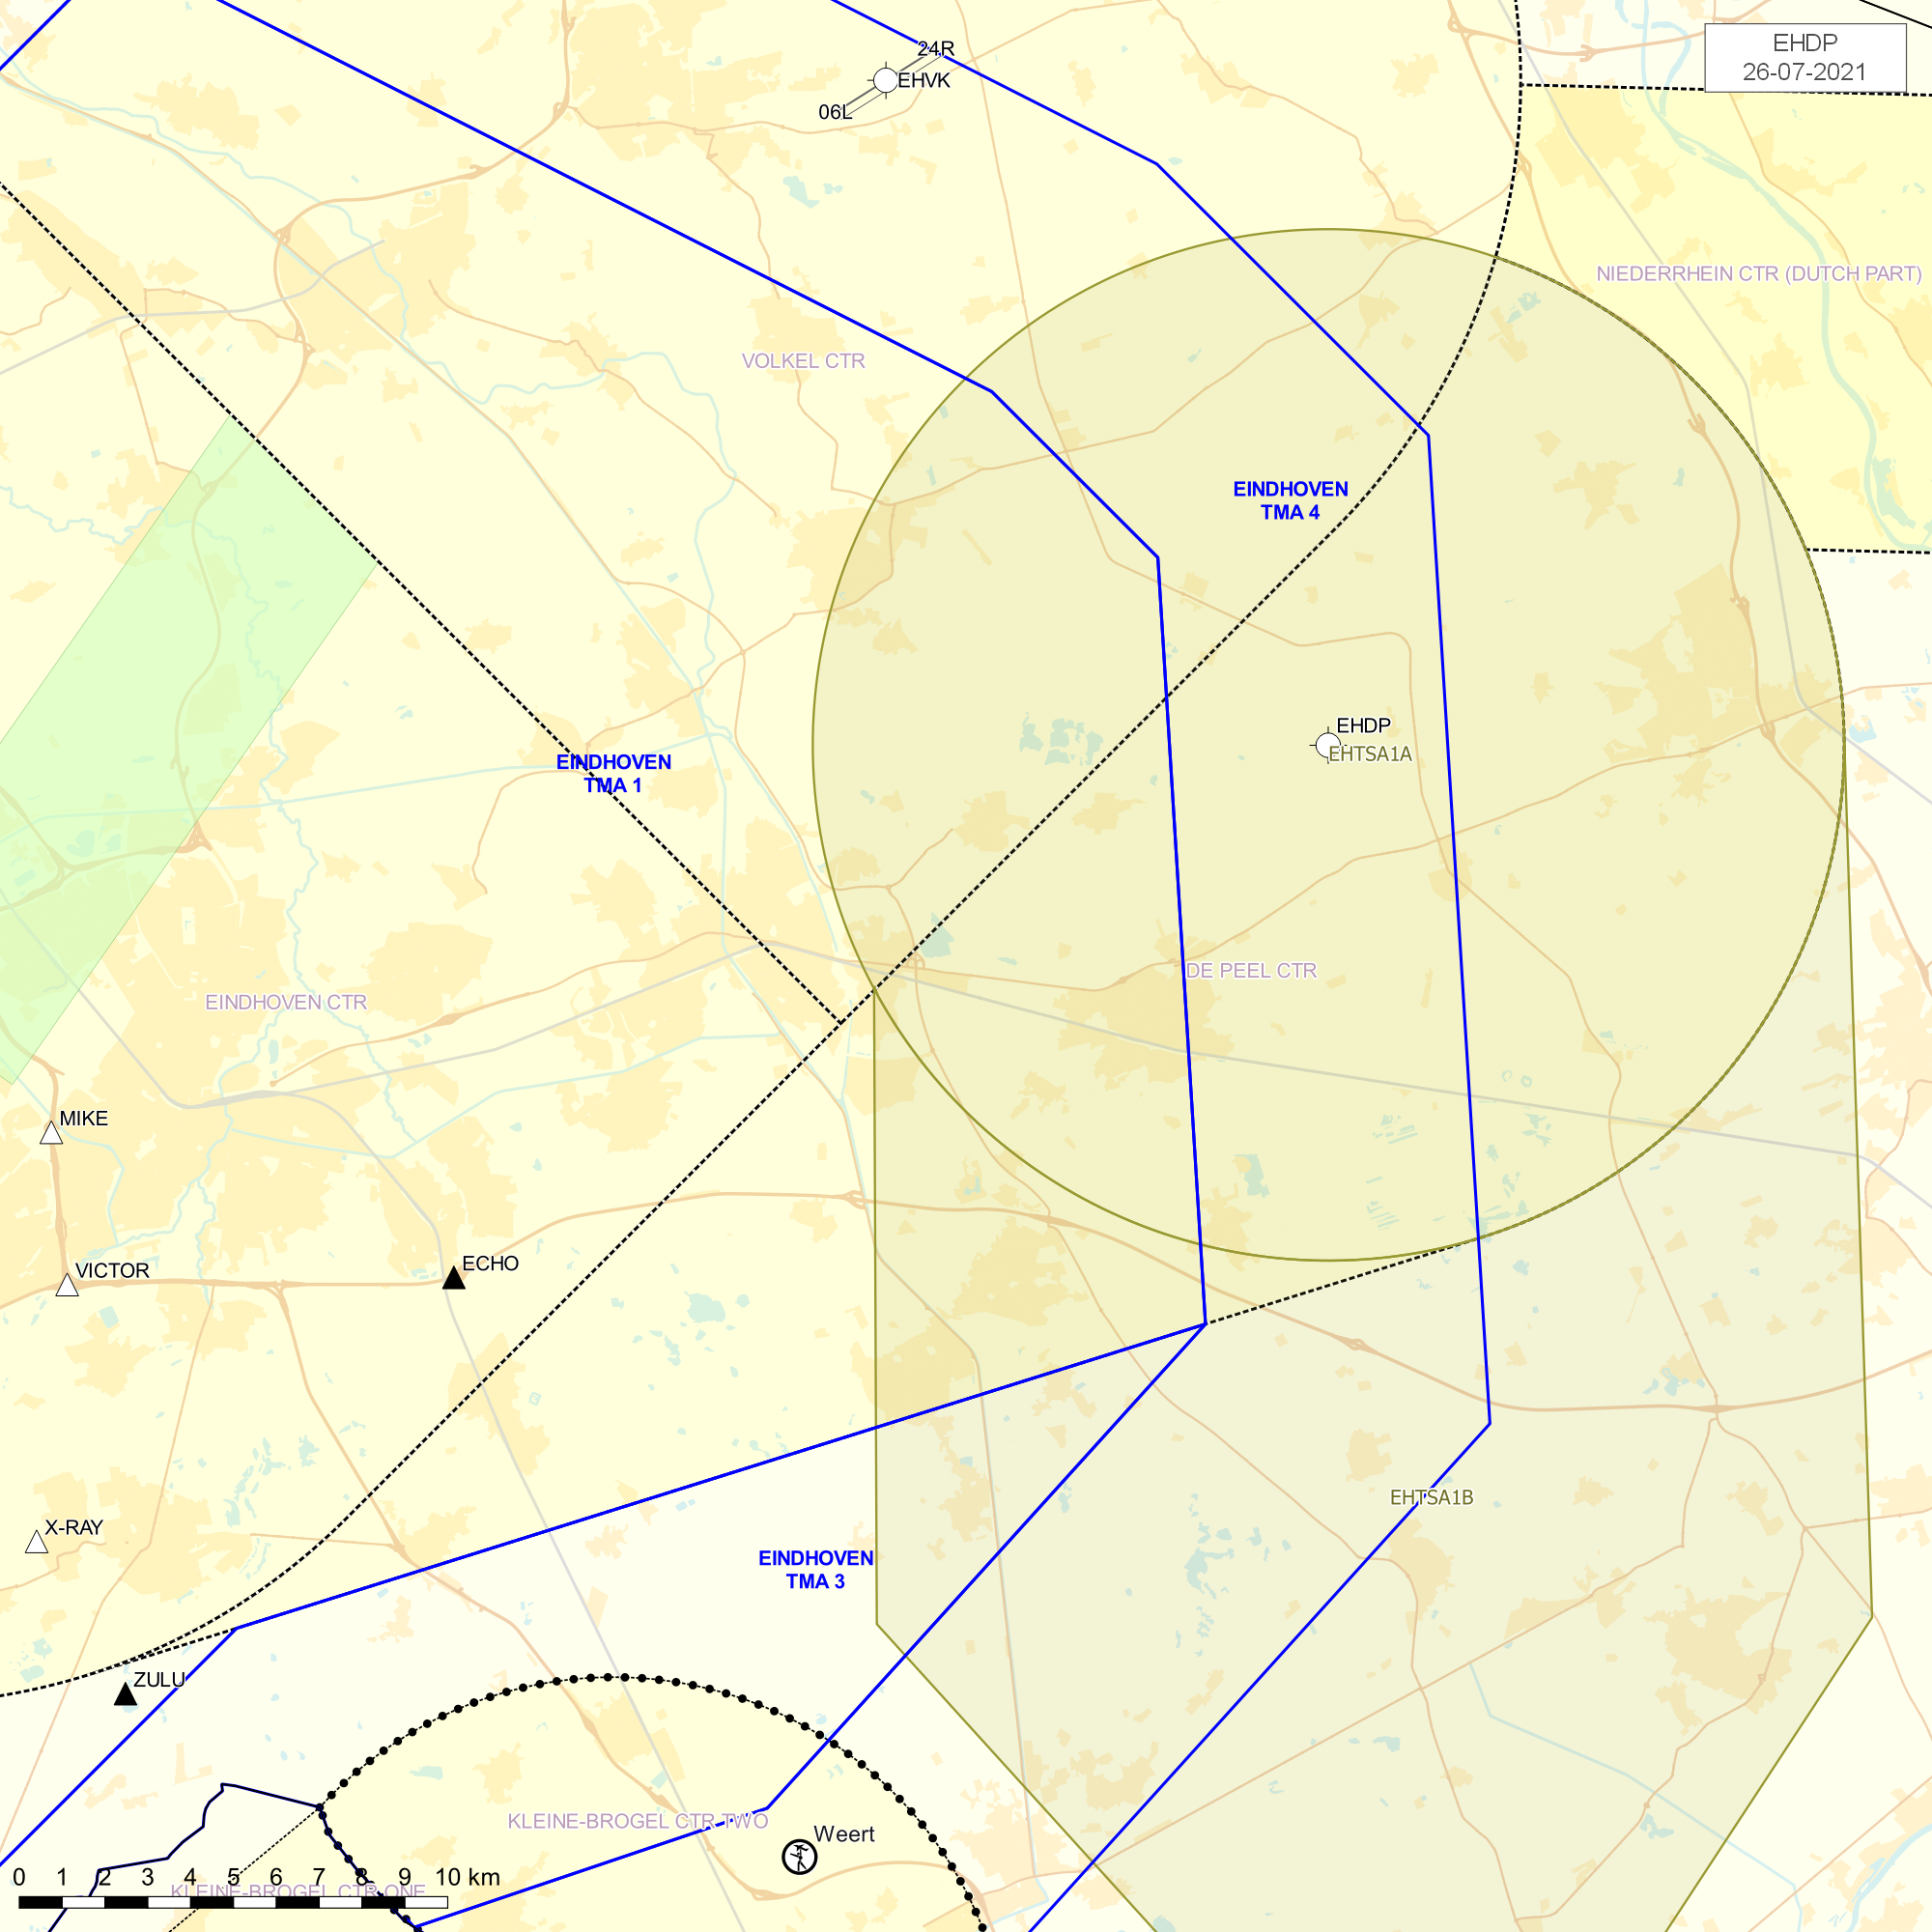 24R
EHVK
06L
EHDP
26-07-2021
NIEDERRHEIN CTR (DUTCH PART)
VOLKEL CTR
EINDHOVEN
TMA 4
EHDP
EHTSA1A
EINDHOVEN
TMA 1
DE PEEL CTR
EINDHOVEN CTR
MIKE
VICTOR
ECHO
EHTSA1B
X-RAY
EINDHOVEN
TMA 3
ZULU
KLEINE-BROGEL CTR TWO
Weert
0 1 2 3 4 5 6 7 8 9 10 km
KLEINE-BROGEL CTR ONE